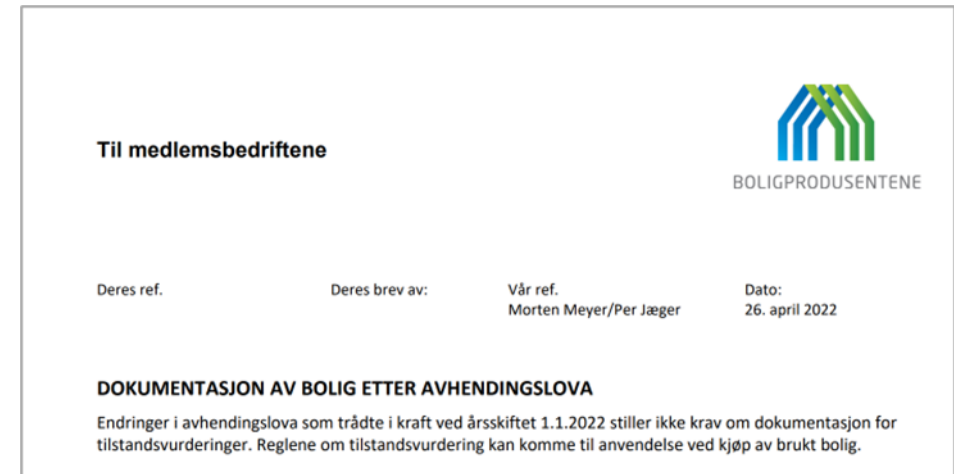 Til medlemsbedriftene
BOLIGPRODUSENTENE
Deres ref.
Deres brev av:
Vår ref.
Morten Meyer/Per Jæger
Dato:
26. april 2022
DOKUMENTASJON AV BOLIG ETTER AVHENDINGSLOVA
Endringer i avhendingslova som trådte i kraft ved årsskiftet 1.1.2022 stiller ikke krav om dokumentasjon for
tilstandsvurderinger. Reglene om tilstandsvurdering kan komme til anvendelse ved kjøp av brukt bolig.